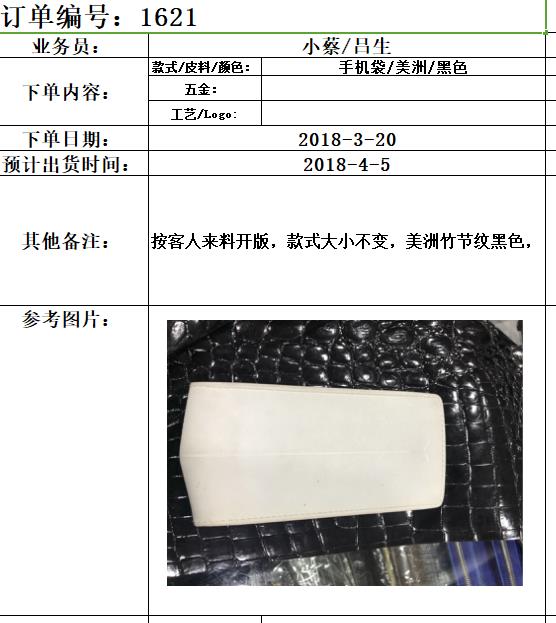 订单编号：1621
业务员： 小蔡/吕生
下单内容： 款式/皮料/颜色： 手机袋/美洲/黑色
五金：
工艺/Logo：
下单日期： 2018-3-20
预计出货时间： 2018-4-5
其他备注： 按客人来料开版，款式大小不变，美洲竹节纹黑色，
参考图片：